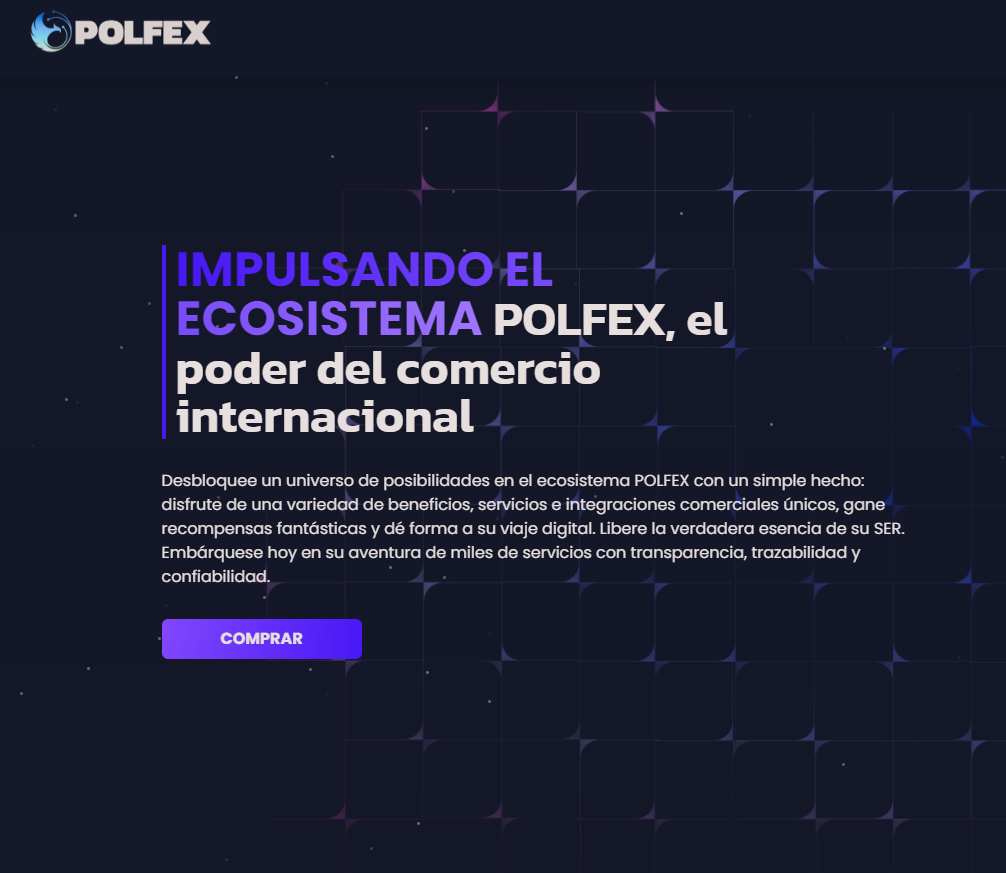 POLFEX
IMPULSANDO EL
ECOSISTEMA POLFEX, el
poder del comercio
internacional
Desbloquee un universo de posibilidades en el ecosistema POLFEX con un simple hecho:
disfrute de una variedad de beneficios, servicios e integraciones comerciales únicos, gane
recompensas fantásticas y dé forma a su viaje digital. Libere la verdadera esencia de su SER.
Embárquese hoy en su aventura de miles de servicios con transparencia, trazabilidad y
confiabilidad.
COMPRAR